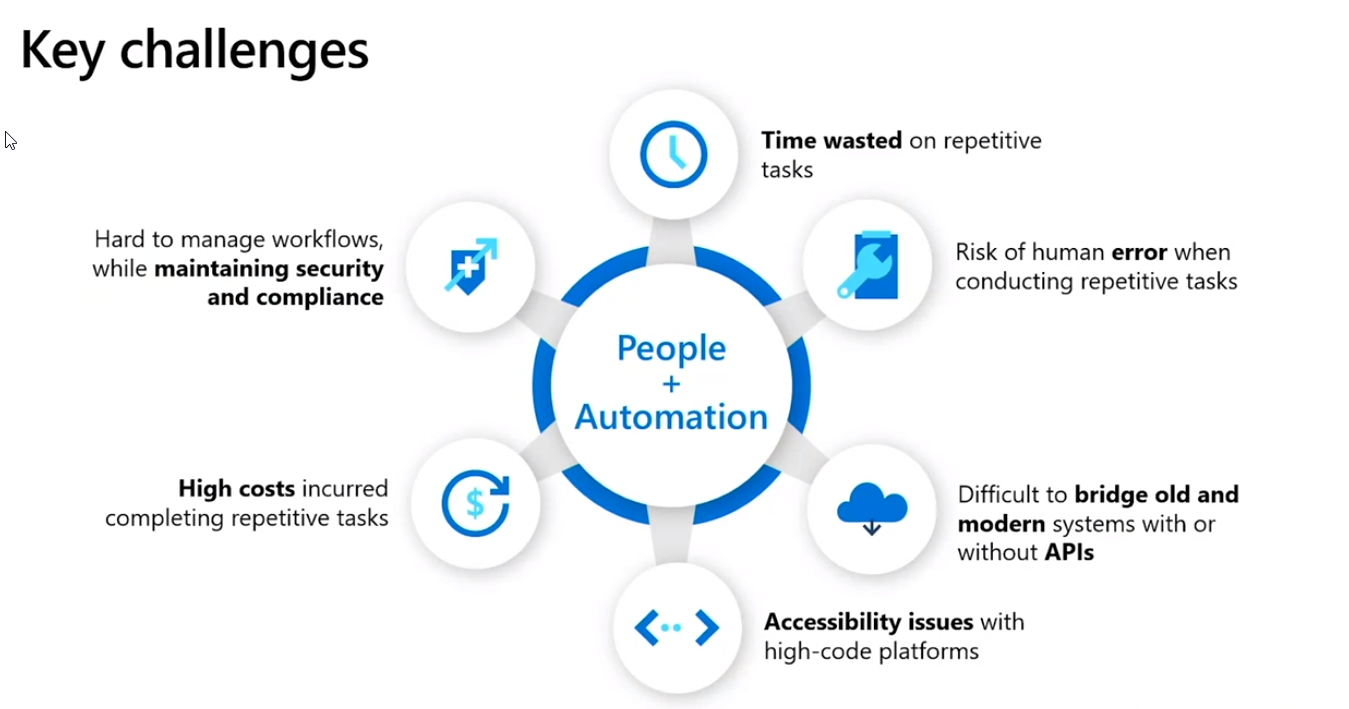 Key challenges
Time wasted on repetitive
tasks
Hard to manage workflows,
while maintaining security
and compliance
Risk of human error when
conducting repetitive tasks
People
+
Automation
High costs incurred
completing repetitive tasks
$
Difficult to bridge old and
modern systems with or
without APIs
Accessibility issues with
high-code platforms